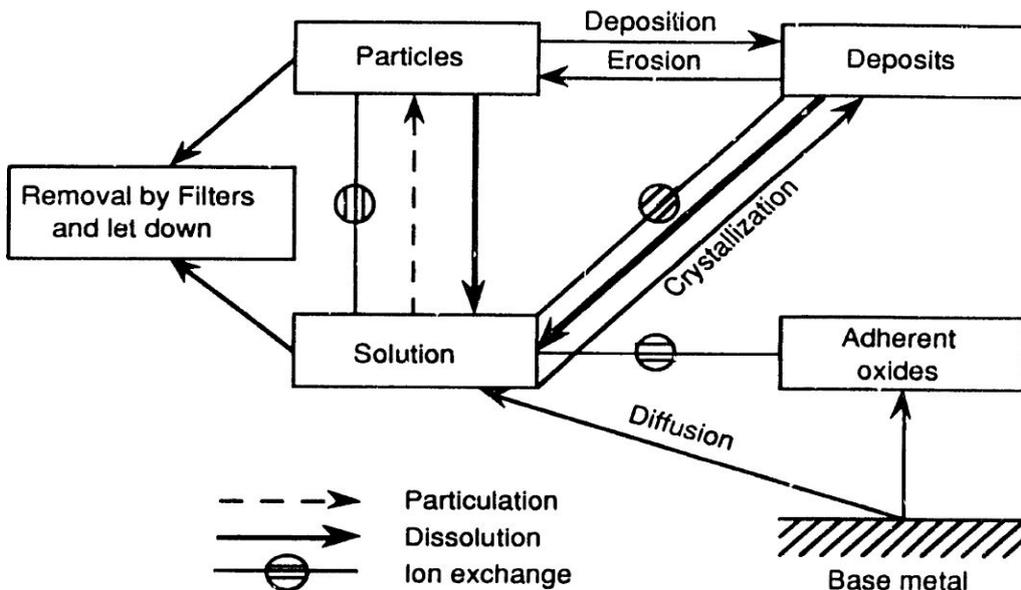 Deposition
Particles
Erosion
Deposits
Removal by Filters
and let down
Crystallization
Solution
Adherent
oxides
Diffusion
Particulation
Dissolution
Ion exchange
Base metal